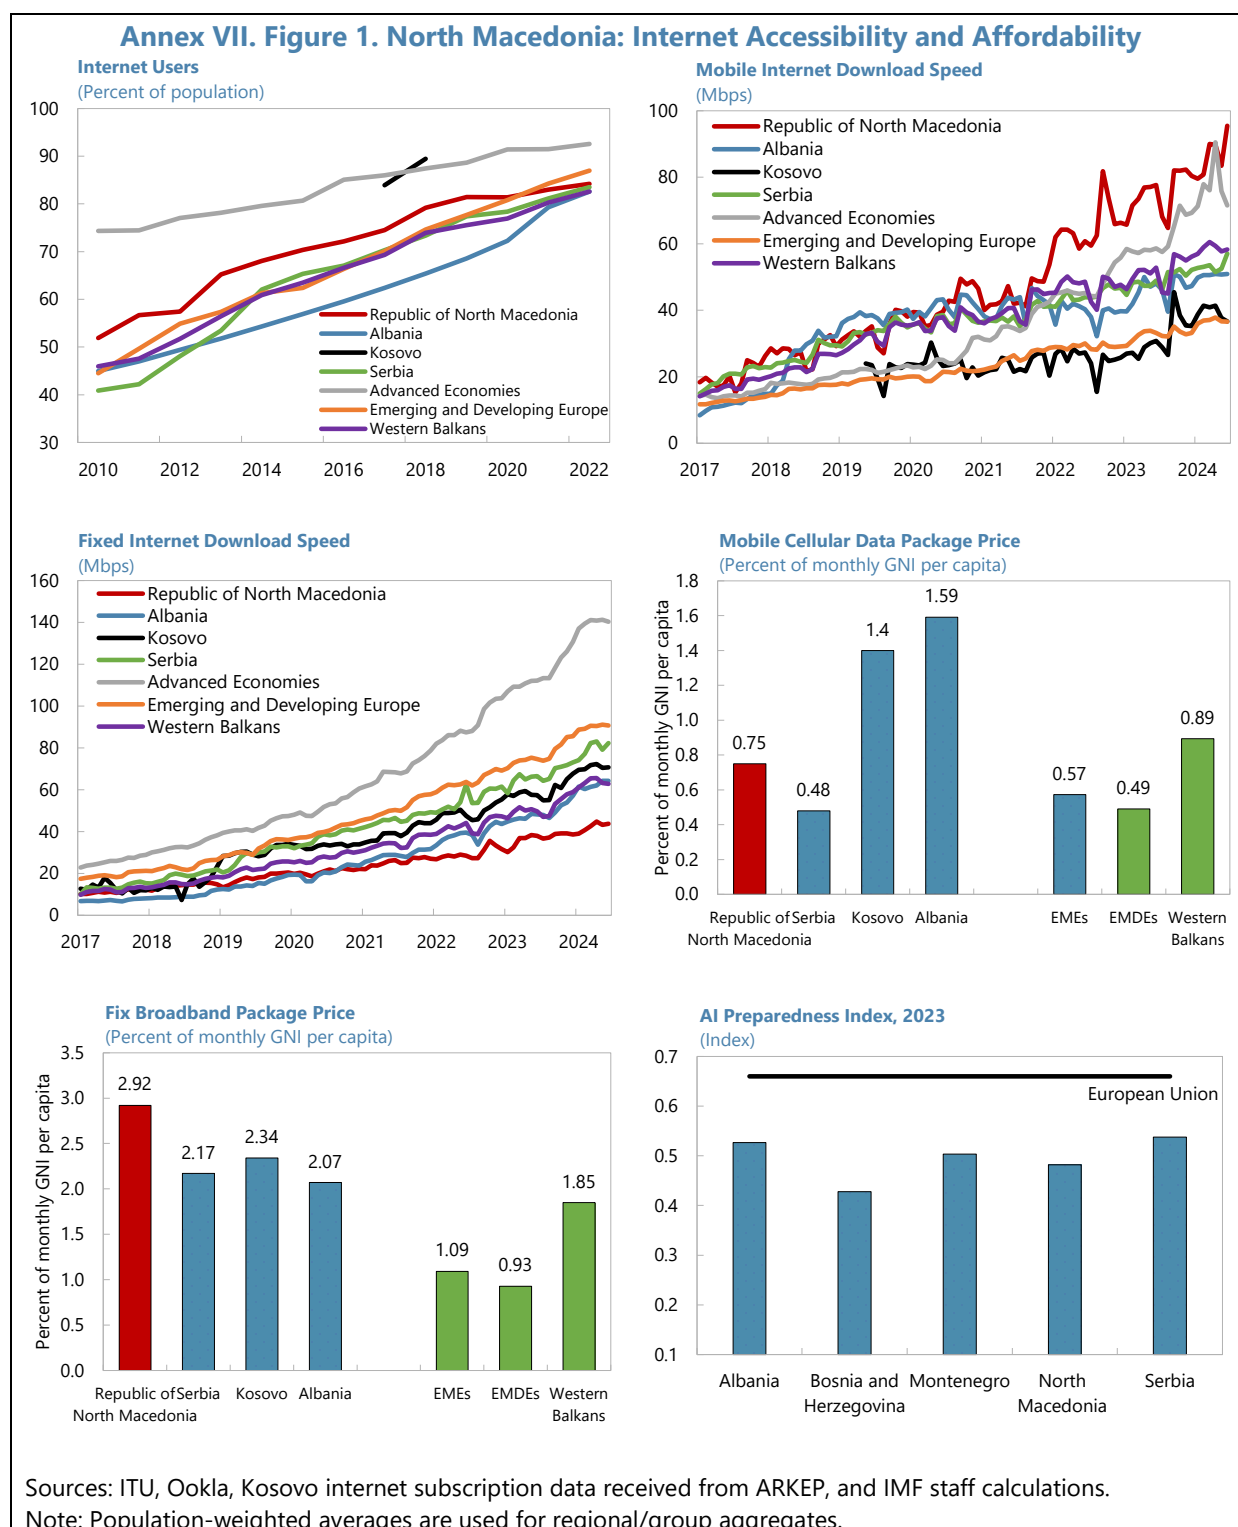 Annex VII. Figure 1. North Macedonia: Internet Accessibility and Affordability
Internet Users
(Percent of population)
100
90
80
70
60
50
40
30
Republic of North Macedonia
Albania
Kosovo
Serbia
Advanced Economies
Emerging and Developing Europe
Western Balkans
2010 2012 2014 2016 2018 2020 2022
Mobile Internet Download Speed
(Mbps)
100
80
60
40
20
0
Republic of North Macedonia
Albania
Kosovo
Serbia
Advanced Economies
Emerging and Developing Europe
Western Balkans
2017 2018 2019 2020 2021 2022 2023 2024
Fixed Internet Download Speed
(Mbps)
160
140
120
100
80
60
40
20
0
Republic of North Macedonia
Albania
Kosovo
Serbia
Advanced Economies
Emerging and Developing Europe
Western Balkans
2017 2018 2019 2020 2021 2022 2023 2024
Mobile Cellular Data Package Price
(Percent of monthly GNI per capita)
Percent of monthly GNI per capita
1.8
1.6
1.4
1.2
1.0
0.8
0.6
0.4
0.2
0.0
0.75
0.48
1.4
1.59
0.57
0.49
0.89
Republic of Serbia Kosovo Albania EMEs EMDEs Western
North Macedonia Balkans
Fix Broadband Package Price
(Percent of monthly GNI per capita)
Percent of monthly GNI per capita
3.5
3.0
2.5
2.0
1.5
1.0
0.5
0.0
2.92
2.17
2.34
2.07
1.09
0.93
1.85
Republic of Serbia Kosovo Albania EMEs EMDEs Western
North Macedonia Balkans
AI Preparedness Index, 2023
(Index)
0.7
0.6
0.5
0.4
0.3
0.2
0.1
European Union
Albania Bosnia and Montenegro North Serbia
Herzegovina Macedonia
Sources: ITU, Ookla, Kosovo internet subscription data received from ARKEP, and IMF staff calculations.
Note: Population-weighted averages are used for regional/group aggregates.